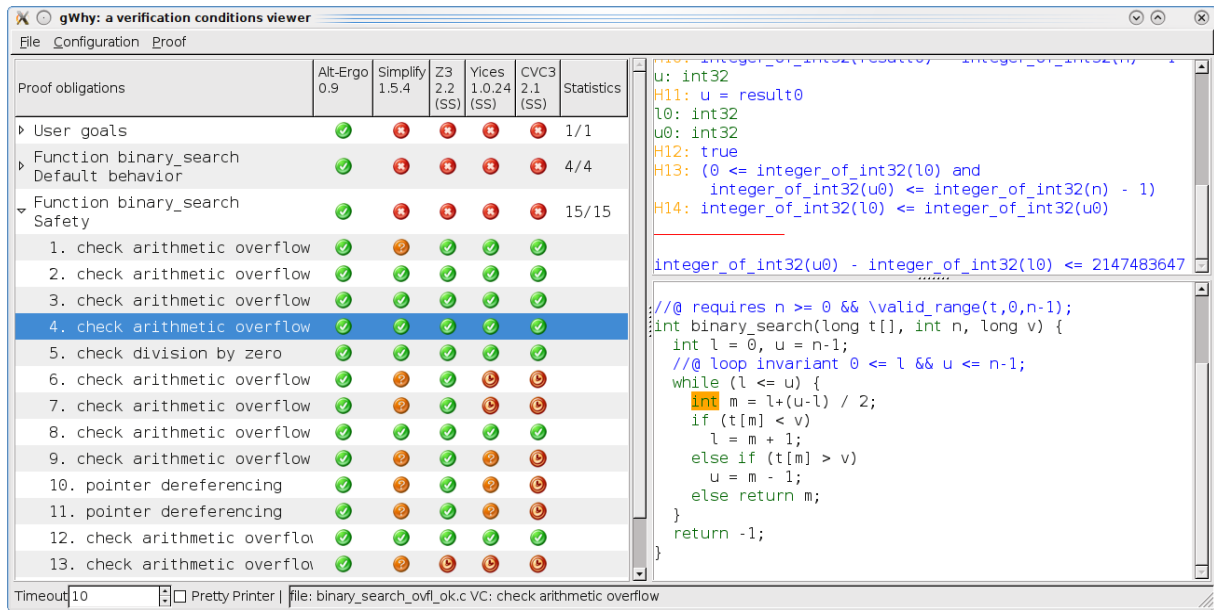 gWhy: a verification conditions viewer
File Configuration Proof
Proof obligations
Alt-Ergo
0.9
Simplify
1.5.4
Z3
2.2
(SS)
Yices
1.0.24
(SS)
CVC3
2.1
(SS)
Statistics
User goals 1/1
Function binary_search
Default behavior 4/4
Function binary_search
Safety 15/15
1. check arithmetic overflow
2. check arithmetic overflow
3. check arithmetic overflow
4. check arithmetic overflow
5. check division by zero
6. check arithmetic overflow
7. check arithmetic overflow
8. check arithmetic overflow
9. check arithmetic overflow
10. pointer dereferencing
11. pointer dereferencing
12. check arithmetic overflo
13. check arithmetic overflo
u: int32
H11: u = result0
l0: int32
u0: int32
H12: true
H13: (0 <= integer_of_int32(l0) and
integer_of_int32(u0) <= integer_of_int32(n) - 1)
H14: integer_of_int32(l0) <= integer_of_int32(u0)
integer_of_int32(u0) - integer_of_int32(l0) <= 2147483647
//@ requires n >= 0 && \valid_range(t,0,n-1);
int binary_search(long t[], int n, long v) {
int l = 0, u = n-1;
//@ loop invariant 0 <= l && u <= n-1;
while (l <= u) {
int m = l+(u-l) / 2;
if (t[m] < v)
l = m + 1;
else if (t[m] > v)
u = m - 1;
else return m;
}
return -1;
}
Timeout 10 Pretty Printer | file: binary_search_ovfl_ok.c VC: check arithmetic overflow